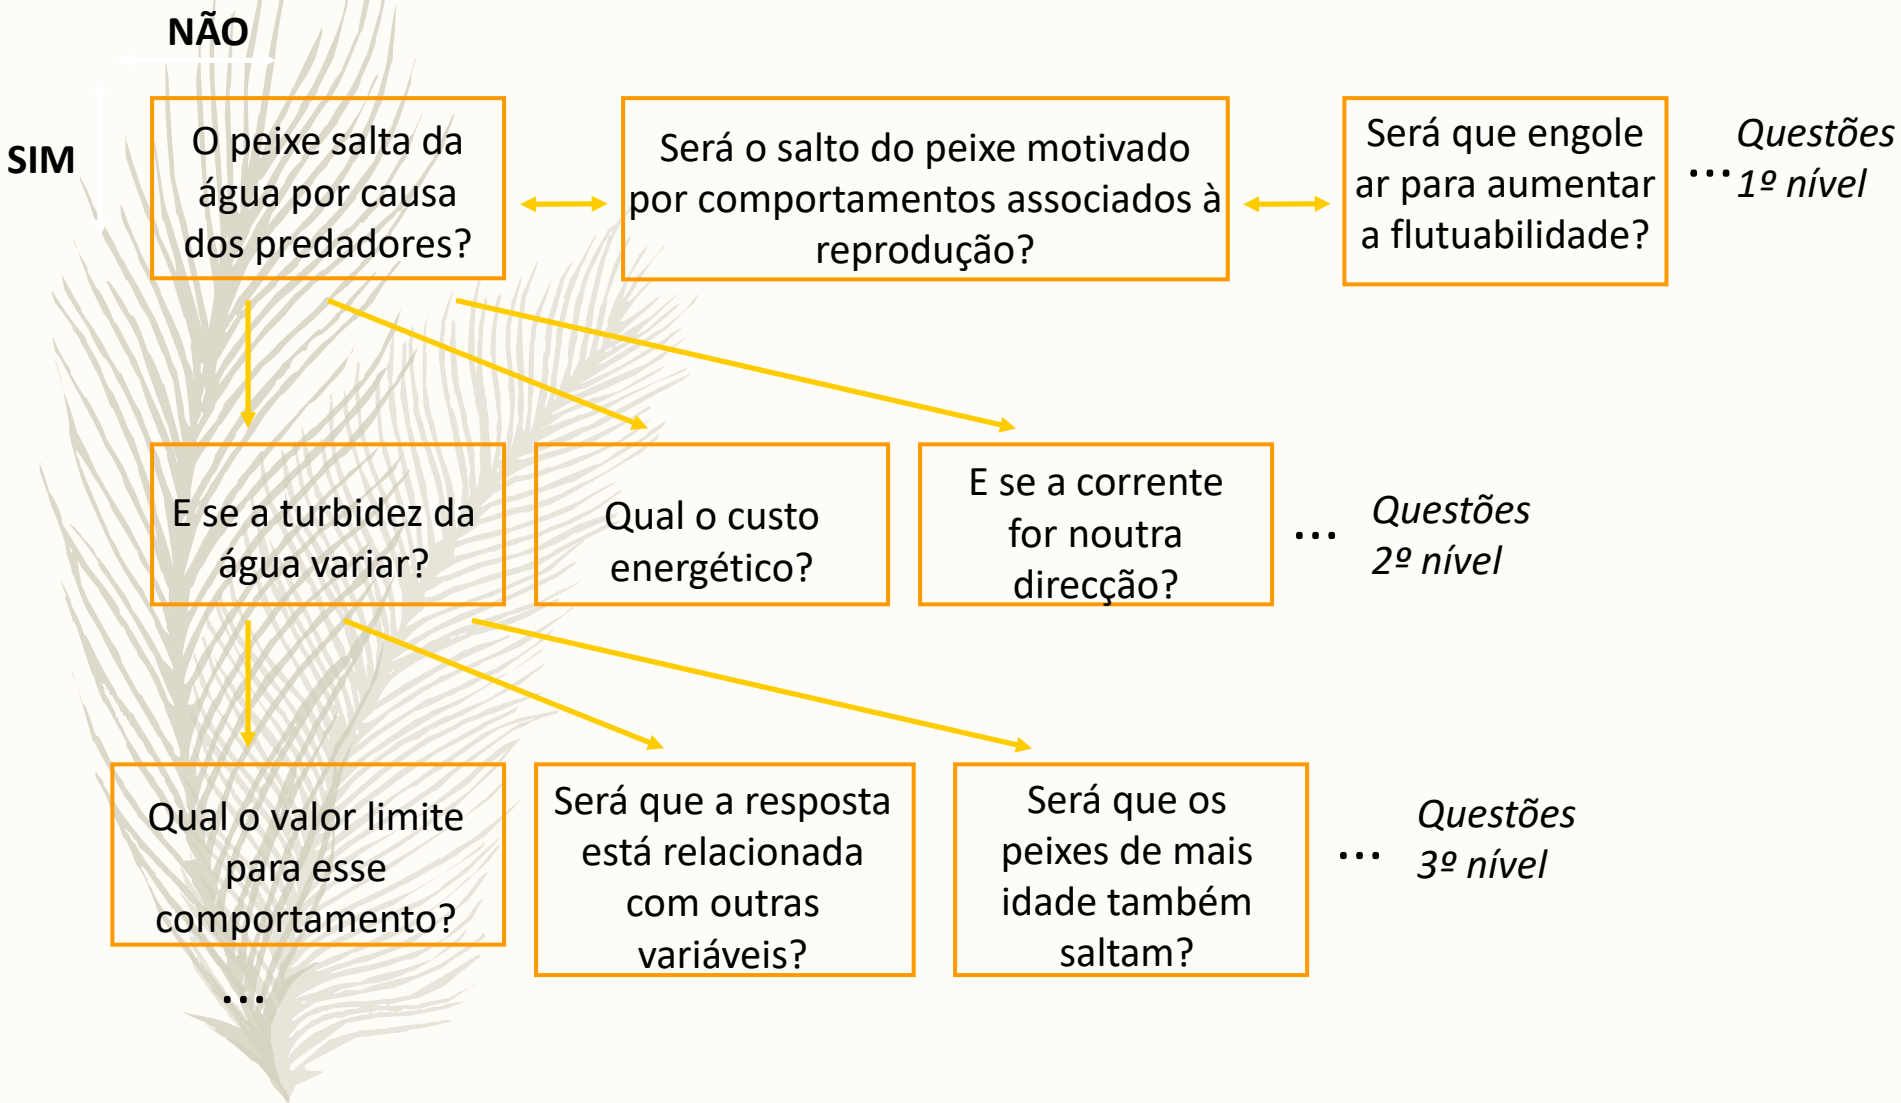 NÃO
SIM
O peixe salta da
água por causa
dos predadores?
Será o salto do peixe motivado
por comportamentos associados à
reprodução?
Será que engole
ar para aumentar
a flutuabilidade?
...
Questões
1º nível
E se a turbidez da
água variar?
Qual o custo
energético?
E se a corrente
for noutra
direcção?
...
Questões
2º nível
Qual o valor limite
para esse
comportamento?
Será que a resposta
está relacionada
com outras
variáveis?
Será que os
peixes de mais
idade também
saltam?
...
Questões
3º nível
...